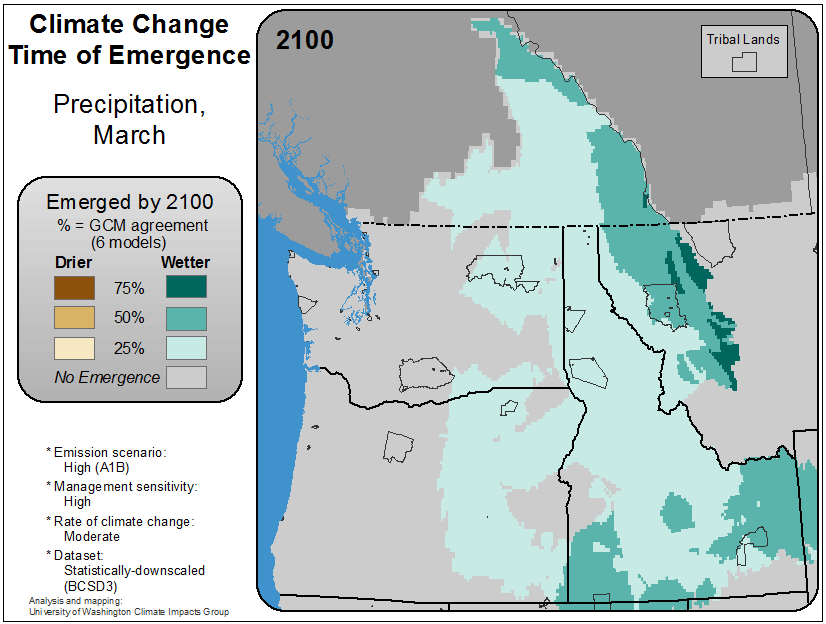 Climate Change
Time of Emergence
Precipitation,
March
Emerged by 2100
% = GCM agreement
(6 models)
Drier Wetter
75%
50%
25%
No Emergence
* Emission scenario:
High (A1B)
* Management sensitivity:
High
* Rate of climate change:
Moderate
* Dataset:
Statistically-downscaled
(BCSD3)
Analysis and mapping:
University of Washington Climate Impacts Group
2100
Tribal Lands